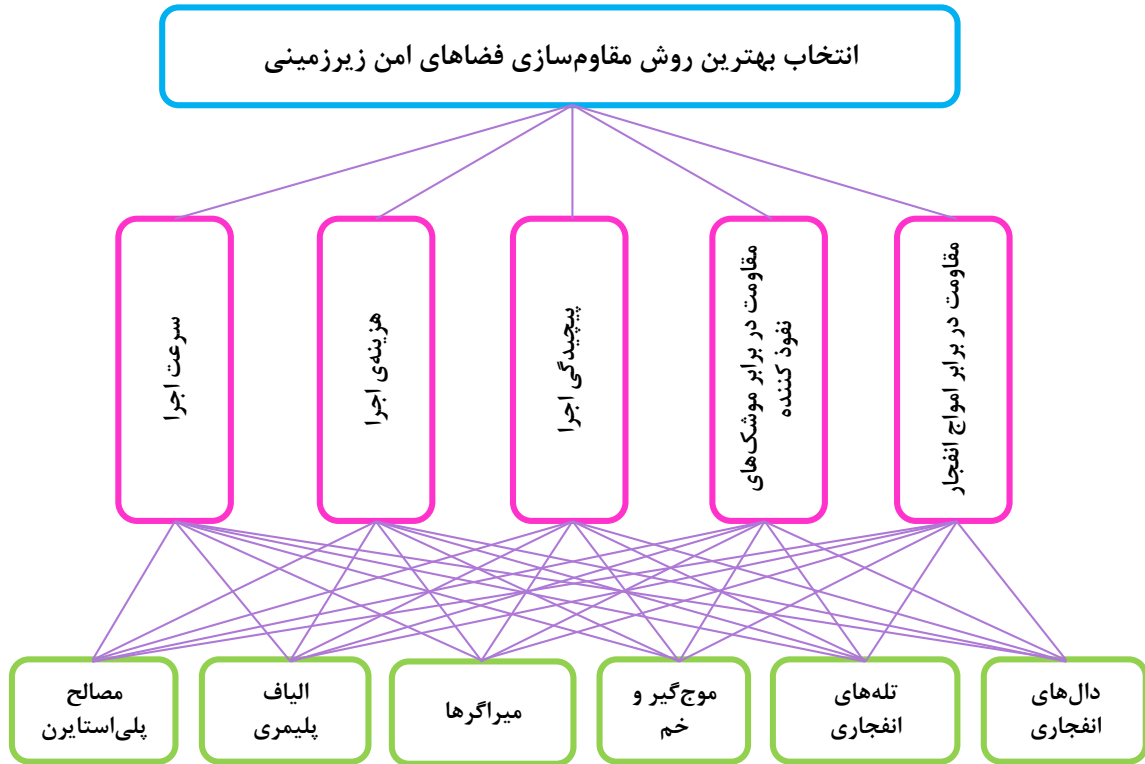 انتخاب بهترین روش مقاوم‌سازی فضاهای امن زیرزمینی
مقاومت در برابر امواج انفجار
مقاومت در برابر موشک‌های
نفوذ کننده
پیچیدگی اجرا
هزینه‌ی اجرا
سرعت اجرا
دال‌های
انفجاری
تله‌های
انفجاری
موج‌گیر و
خم
میراگرها
الیاف
پلیمری
مصالح
پلی‌استایرن